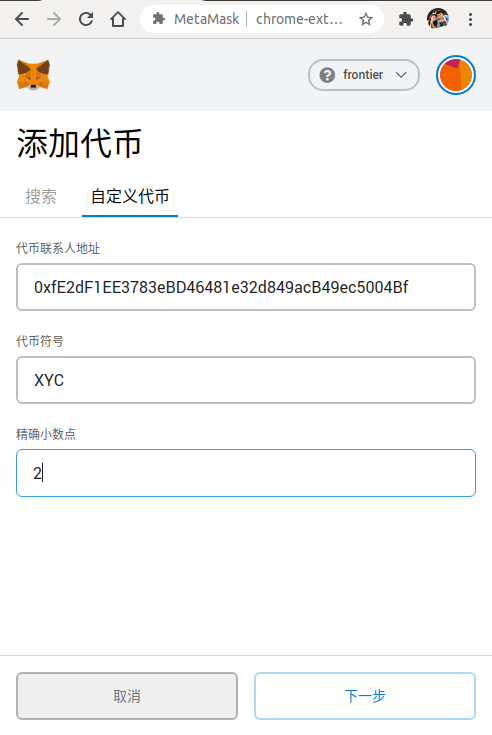 MetaMask | chrome-ext...
frontier
添加代币
搜索 自定义代币
代币联系人地址
0xfE2dF1EE3783eBD46481e32d849acB49ec5004Bf
代币符号
XYC
精确小数点
2
取消 下一步